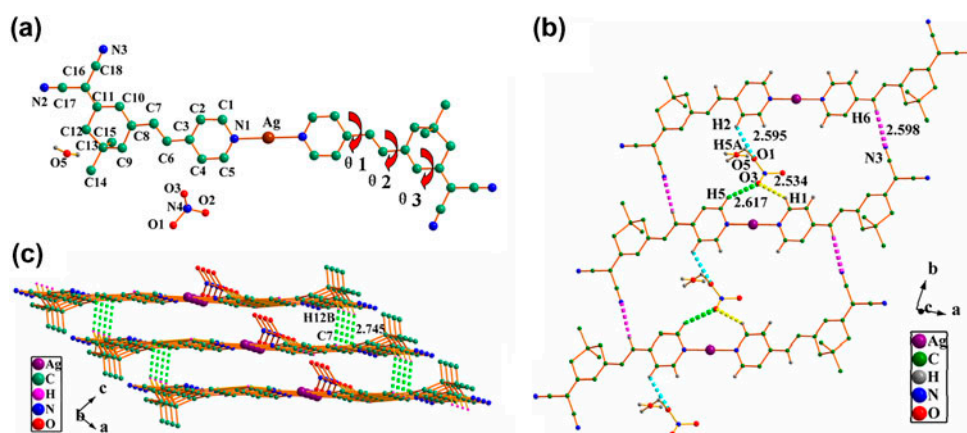 (a)
N3
C16
C18
N2
C17
C11
C10
C7
C2
C1
C12
C15
C8
C3
N1
Ag
C13
C9
C6
O5
C14
C4
C5
θ 1
θ 2
θ 3
O3
N4
O2
O1
(b)
H2
2.595
H6
2.598
H5A
O5
O1
N3
O3
2.534
H5
2.617
H1
b
c
a
Ag
C
H
N
O
(c)
H12B
C7
2.745
Ag
C
H
N
O
c
b
a